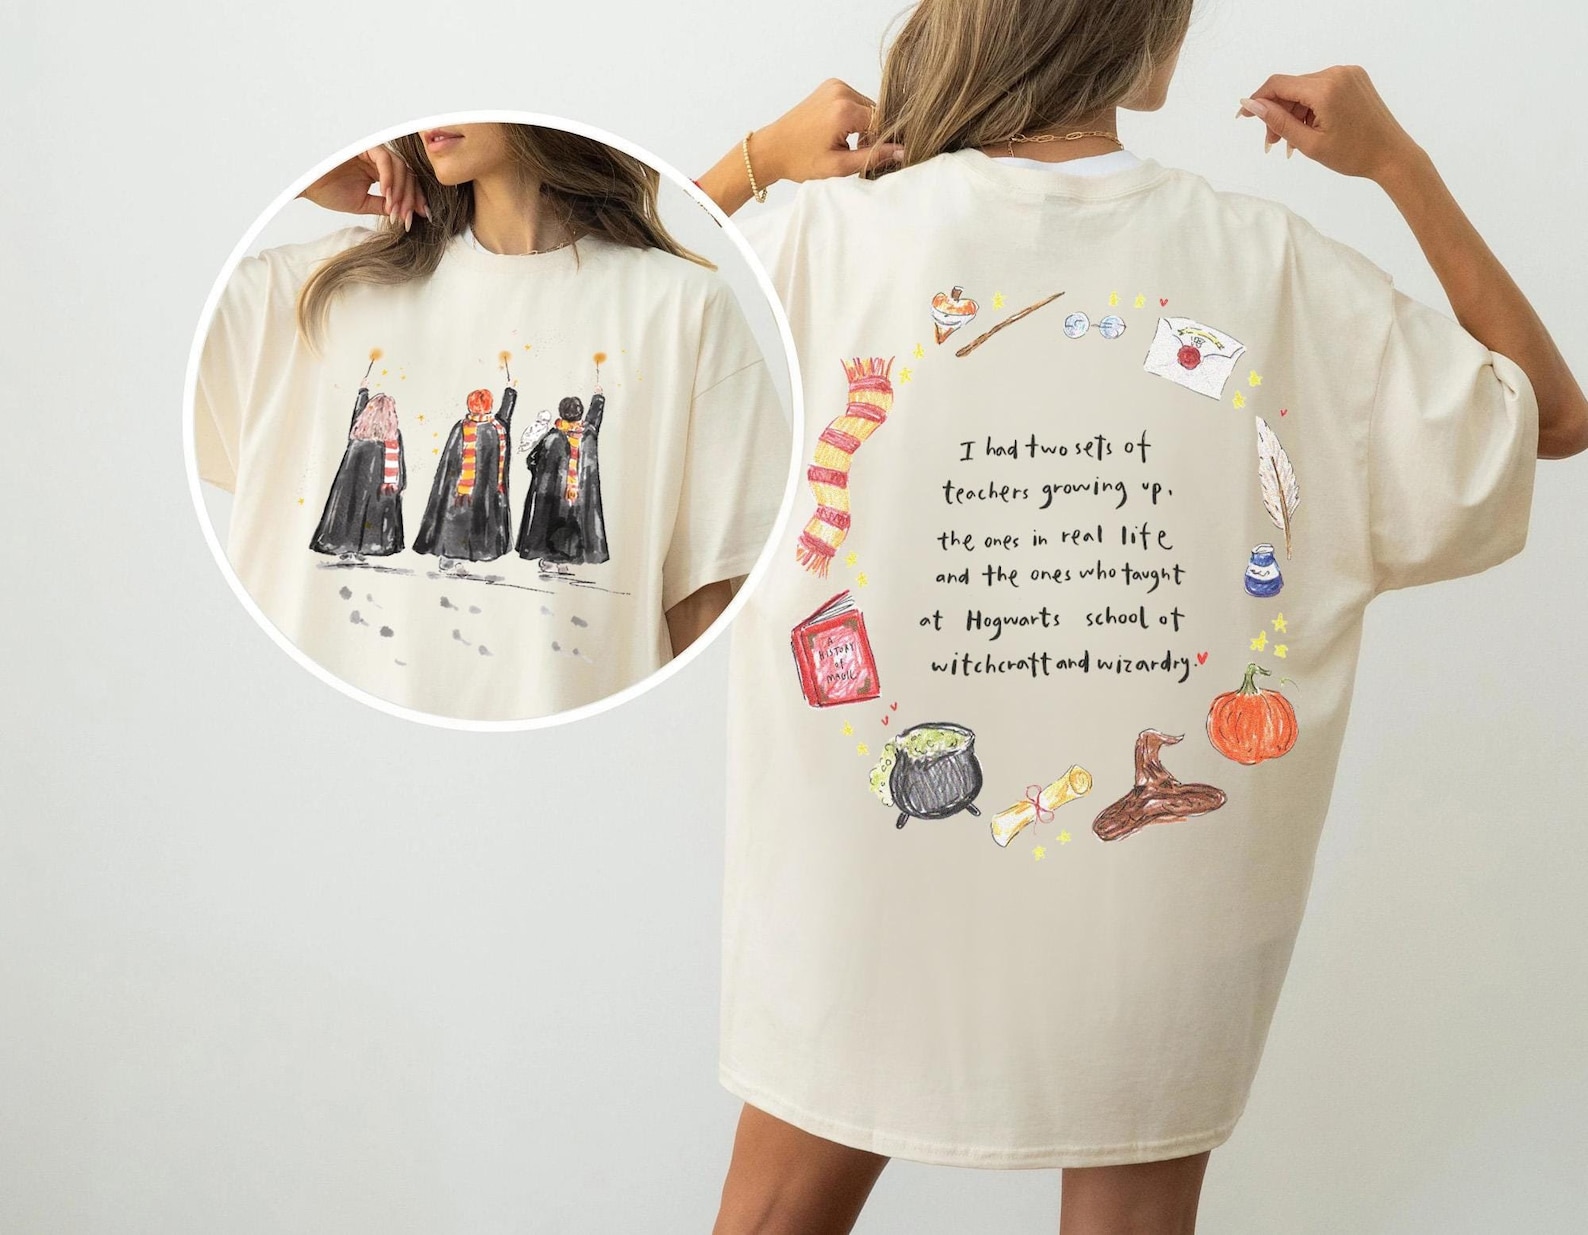 I had two sets of
teachers growing up,
the ones in real life
and the ones who taught
at Hogwarts school of
witchcraft and wizardry.
A
HISTORY
OF
MAGIC